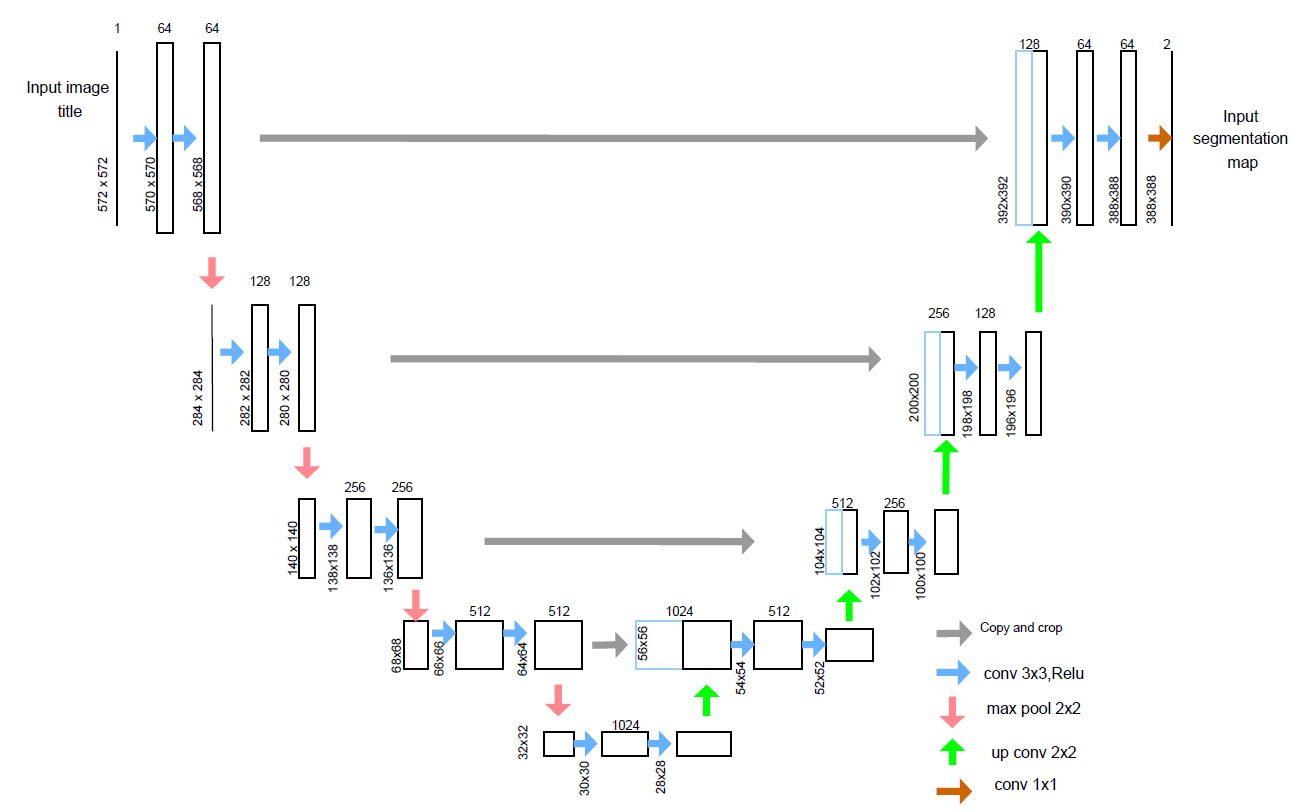 1
64
64
Input image
title
572 x 572
570 x 570
568 x 568
128
64
64
2
Input
segmentation
map
392x392
390x390
388x388
388x388
128
128
284 x 284
282 x 282
280 x 280
256
128
200x200
198x198
196x196
256
256
140 x 140
138x138
136x136
512
256
104x104
102x102
100x100
512
512
68x68
66x66
64x64
1024
512
56x56
54x54
52x52
1024
32x32
30x30
28x28
Copy and crop
conv 3x3,Relu
max pool 2x2
up conv 2x2
conv 1x1